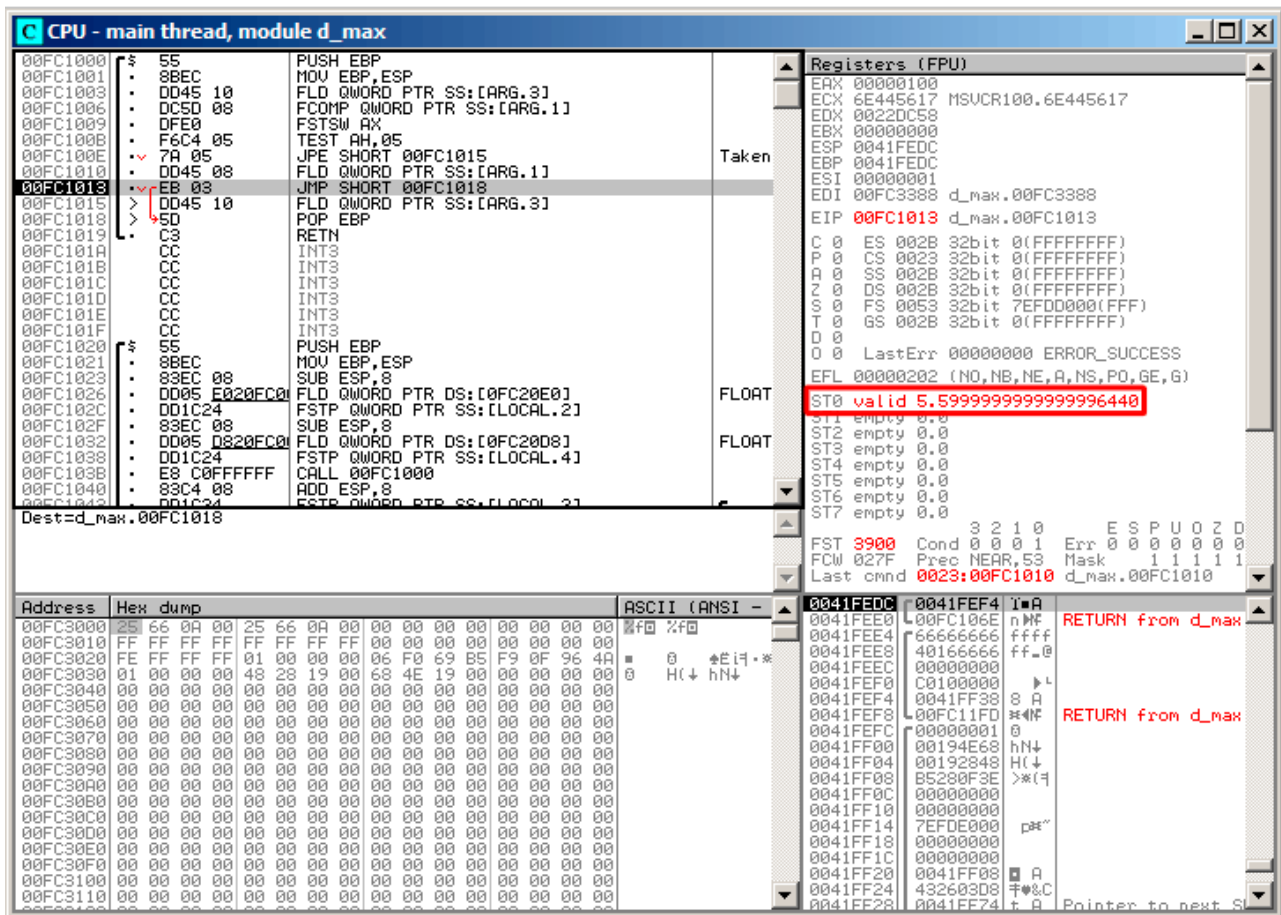 C CPU - main thread, module d_max
00FC1000 $ 55 PUSH EBP
00FC1001 . 8BEC MOV EBP,ESP
00FC1003 . DD45 10 FLD QWORD PTR SS:[ARG.3]
00FC1006 . DC5D 08 FCOMP QWORD PTR SS:[ARG.1]
00FC1009 . DFE0 FSTSW AX
00FC100B . F6C4 05 TEST AH,05
00FC100E . 7A 05 JPE SHORT 00FC1015 Taken
00FC1010 . DD45 08 FLD QWORD PTR SS:[ARG.1]
00FC1013 . EB 03 JMP SHORT 00FC1018
00FC1015 > DD45 10 FLD QWORD PTR SS:[ARG.3]
00FC1018 > 5D POP EBP
00FC1019 . C3 RETN
00FC101A CC INT3
00FC101B CC INT3
00FC101C CC INT3
00FC101D CC INT3
00FC101E CC INT3
00FC101F CC INT3
00FC1020 $ 55 PUSH EBP
00FC1021 . 8BEC MOV EBP,ESP
00FC1023 . 83EC 08 SUB ESP,8
00FC1026 . DD05 E020FC0 FLD QWORD PTR DS:[0FC20E0] FLOAT
00FC102C . DD1C24 FSTP QWORD PTR SS:[LOCAL.2]
00FC102F . 83EC 08 SUB ESP,8
00FC1032 . DD05 D820FC0 FLD QWORD PTR DS:[0FC20D8] FLOAT
00FC1038 . DD1C24 FSTP QWORD PTR SS:[LOCAL.4]
00FC103B . E8 C0FFFFFF CALL 00FC1000
00FC1040 . 83C4 08 ADD ESP,8
Dest=d_max.00FC1018
Registers (FPU)
EAX 00000100
ECX 6E445617 MSVCR100.6E445617
EDX 0022DC58
EBX 00000000
ESP 0041FEDC
EBP 0041FEDC
ESI 00000001
EDI 00FC3388 d_max.00FC3388
EIP 00FC1013 d_max.00FC1013
C 0 ES 002B 32bit 0(FFFFFFFF)
P 0 CS 0023 32bit 0(FFFFFFFF)
A 0 SS 002B 32bit 0(FFFFFFFF)
Z 0 DS 002B 32bit 0(FFFFFFFF)
S 0 FS 0053 32bit 7EFDD000(FFF)
T 0 GS 002B 32bit 0(FFFFFFFF)
D 0
O 0 LastErr 00000000 ERROR_SUCCESS
EFL 00000202 (NO,NB,NE,A,NS,PO,GE,G)
ST0 valid 5.5999999999999996440
ST1 empty 0.0
ST2 empty 0.0
ST3 empty 0.0
ST4 empty 0.0
ST5 empty 0.0
ST6 empty 0.0
ST7 empty 0.0
3 2 1 0 E S P U O Z D
FST 3900 Cond 0 0 0 1 Err 0 0 0 0 0 0 0
FCW 027F Prec NEAR,53 Mask 1 1 1 1 1
Last cmnd 0023:00FC1010 d_max.00FC1010
Address Hex dump ASCII (ANSI -
00FC3000 25 66 0A 00 25 66 0A 00 00 00 00 00 00 00 00 00 %f %f
00FC3010 FF FF FF FF FF FF FF FF 00 00 00 00 00 00 00 00
00FC3020 FE FF FF FF 01 00 00 00 06 F0 69 B5 F9 0F 96 4A
00FC3030 01 00 00 00 48 28 19 00 68 4E 19 00 00 00 00 00 H( hN
00FC3040 00 00 00 00 00 00 00 00 00 00 00 00 00 00 00 00
00FC3050 00 00 00 00 00 00 00 00 00 00 00 00 00 00 00 00
00FC3060 00 00 00 00 00 00 00 00 00 00 00 00 00 00 00 00
00FC3070 00 00 00 00 00 00 00 00 00 00 00 00 00 00 00 00
00FC3080 00 00 00 00 00 00 00 00 00 00 00 00 00 00 00 00
00FC3090 00 00 00 00 00 00 00 00 00 00 00 00 00 00 00 00
00FC30A0 00 00 00 00 00 00 00 00 00 00 00 00 00 00 00 00
00FC30B0 00 00 00 00 00 00 00 00 00 00 00 00 00 00 00 00
00FC30C0 00 00 00 00 00 00 00 00 00 00 00 00 00 00 00 00
00FC30D0 00 00 00 00 00 00 00 00 00 00 00 00 00 00 00 00
00FC30E0 00 00 00 00 00 00 00 00 00 00 00 00 00 00 00 00
00FC30F0 00 00 00 00 00 00 00 00 00 00 00 00 00 00 00 00
00FC3100 00 00 00 00 00 00 00 00 00 00 00 00 00 00 00 00
00FC3110 00 00 00 00 00 00 00 00 00 00 00 00 00 00 00 00
0041FEDC 0041FEF4
0041FEE0 00FC106E RETURN from d_max
0041FEE4 66666666 ffff
0041FEE8 40166666 ff_@
0041FEEC 00000000
0041FEF0 C0100000
0041FEF4 0041FF38 8 A
0041FEF8 00FC11FD RETURN from d_max
0041FEFC 00000001
0041FF00 00194E68 hN
0041FF04 00192848 H(
0041FF08 B5280F3E
0041FF0C 00000000
0041FF10 00000000
0041FF14 7EFDE000
0041FF18 00000000
0041FF1C 00000000
0041FF20 0041FF08
0041FF24 432603D8
0041FF28 0041FF74 t A Pointer to next